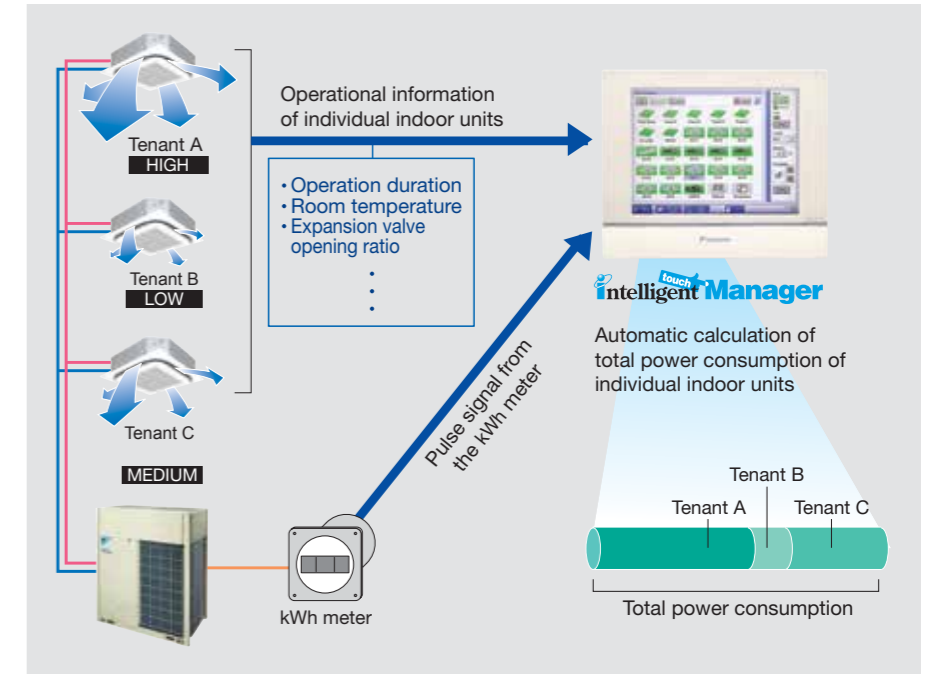 Tenant A
HIGH
Tenant B
LOW
Tenant C
MEDIUM
Operational information
of individual indoor units
・Operation duration
・Room temperature
・Expansion valve
opening ratio
・
・
・
Pulse signal from
the kWh meter
kWh meter
touch
intelligent Manager
Automatic calculation of
total power consumption of
individual indoor units
Tenant B
Tenant A
Tenant C
Total power consumption